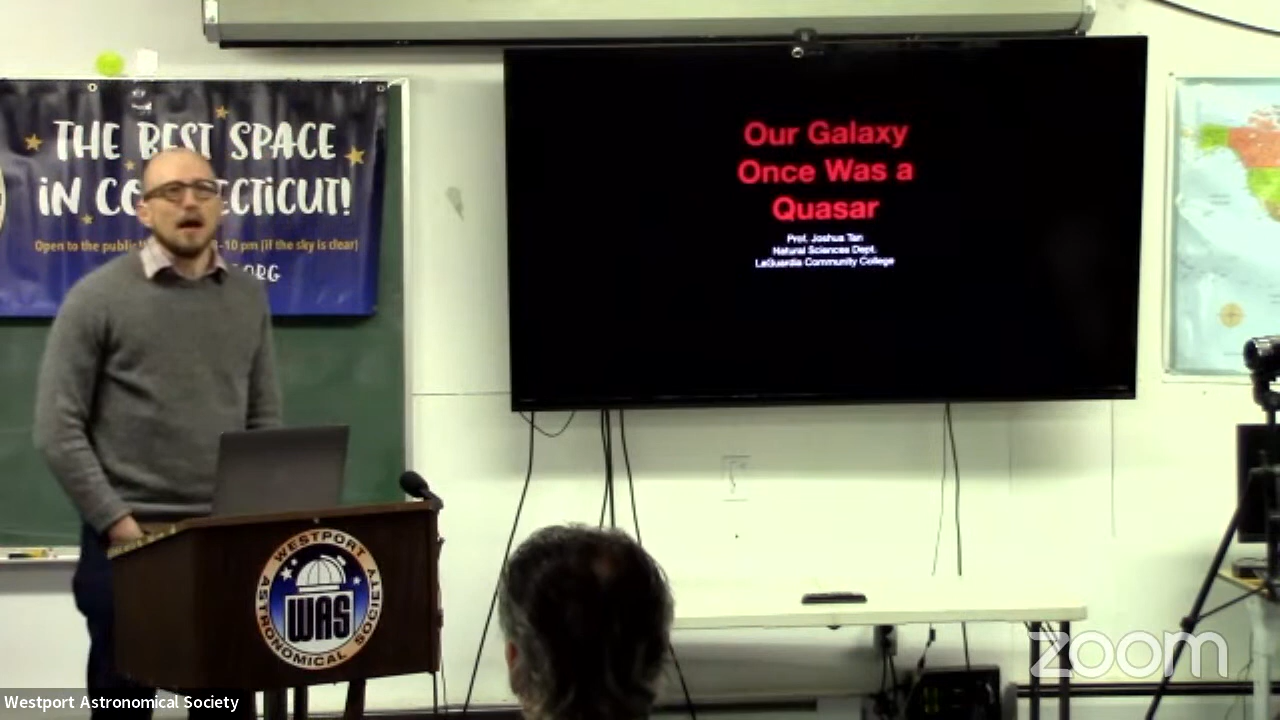 THE BEST SPACE
IN CONNECTICUT!
Open to the public
-10 pm (if the sky is clear)
.ORG
Our Galaxy
Once Was a
Quasar
Prof. Joshua Tan
Natural Sciences Dept.
LaGuardia Community College
WESTPORT
ASTRONOMICAL SOCIETY
WAS
zoom
Westport Astronomical Society